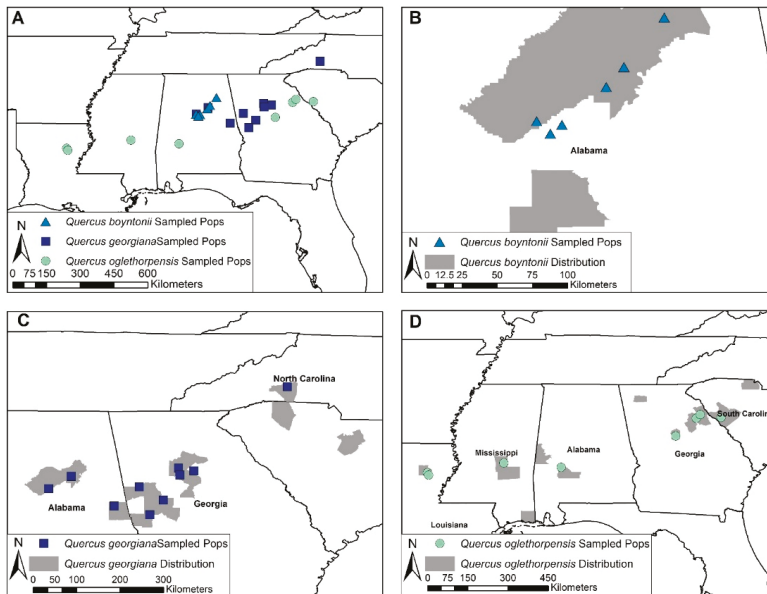 A
N
Quercus boyntonii Sampled Pops
Quercus georgianaSampled Pops
Quercus oglethorpensis Sampled Pops
0 75 150 300 450 600
Kilometers
B
Alabama
N
Quercus boyntonii Sampled Pops
Quercus boyntonii Distribution
0 12.5 25 50 75 100
Kilometers
C
North Carolina
Alabama
Georgia
N
Quercus georgianaSampled Pops
Quercus georgiana Distribution
0 50 100 200 300
Kilometers
D
South Carolin
Mississippi
Alabama
Georgia
Louisiana
N
Quercus oglethorpensis Sampled Pops
Quercus oglethorpensis Distribution
0 75 150 300 450
Kilometers